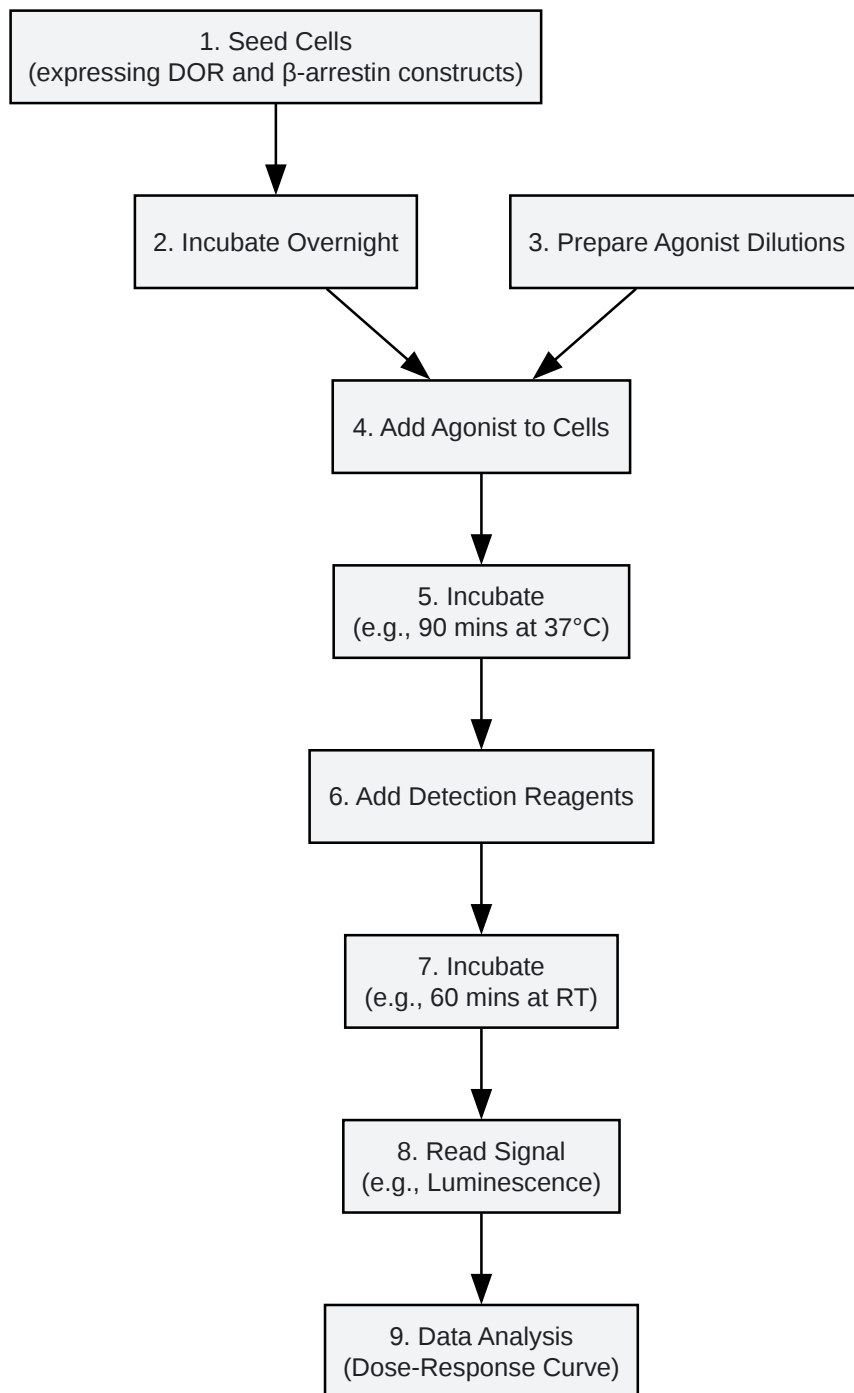 1. Seed Cells
(expressing DOR and β-arrestin constructs)
2. Incubate Overnight
3. Prepare Agonist Dilutions
4. Add Agonist to Cells
5. Incubate
(e.g., 90 mins at 37°C)
6. Add Detection Reagents
7. Incubate
(e.g., 60 mins at RT)
8. Read Signal
(e.g., Luminescence)
9. Data Analysis
(Dose-Response Curve)